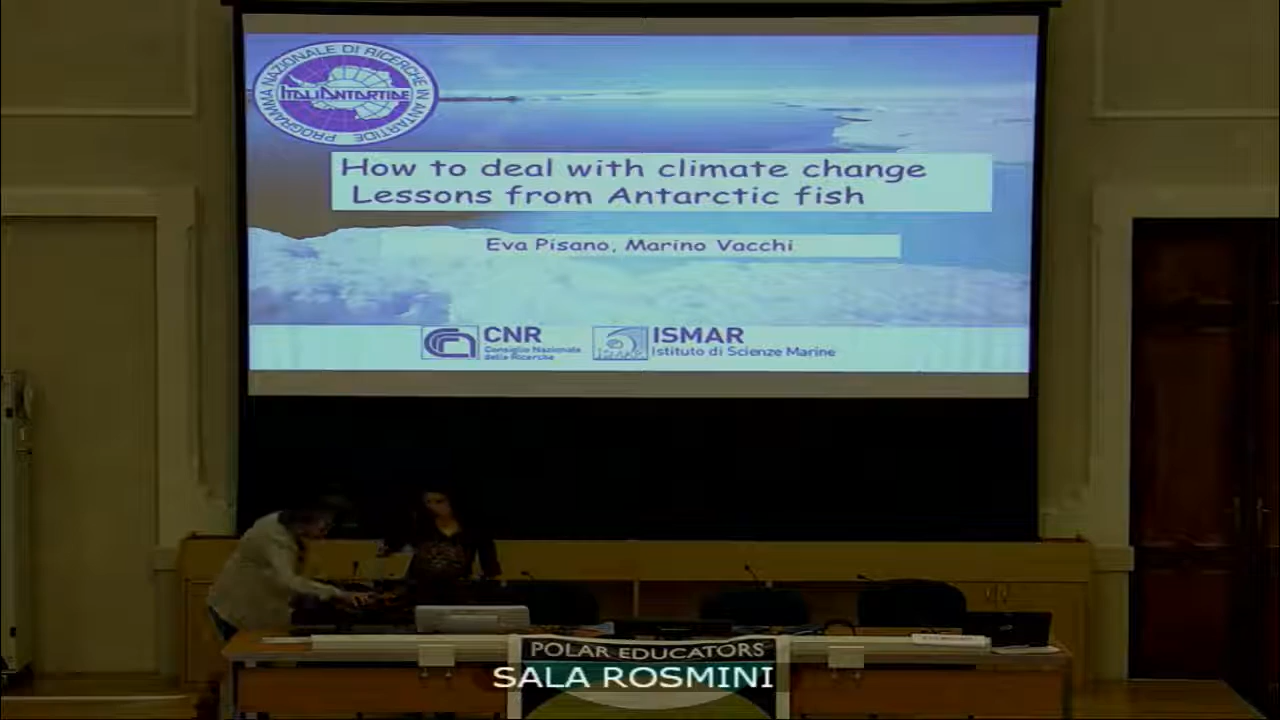 PROGRAMMA NAZIONALE DI RICERCHE IN ANTARTIDE
ITALIANTARTIDE
How to deal with climate change
Lessons from Antarctic fish
Eva Pisano, Marino Vacchi
CNR
Consiglio Nazionale
delle Ricerche
ISMAR
Istituto di Scienze Marine
POLAR EDUCATORS
SALA ROSMINI